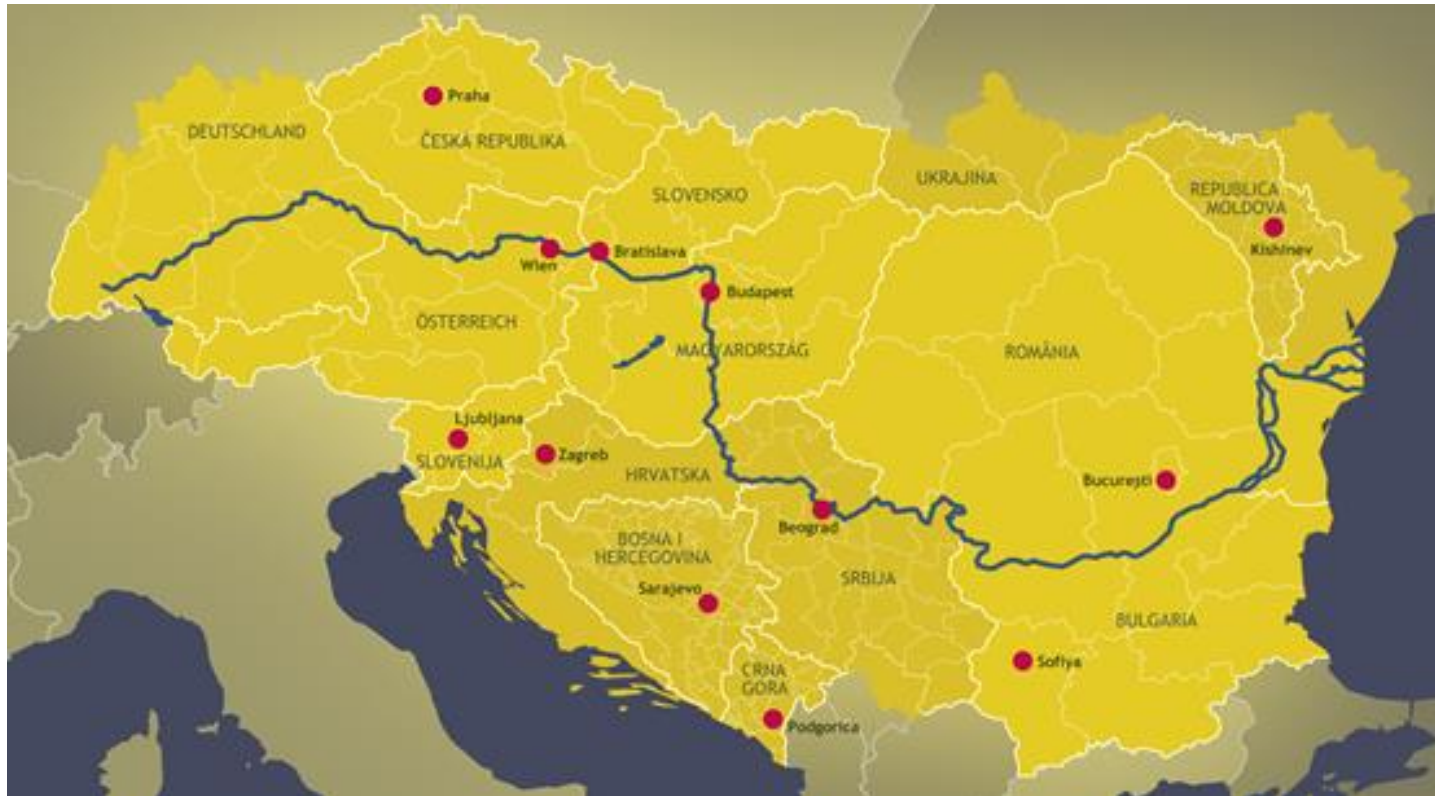 Praha
DEUTSCHLAND
ČESKÁ REPUBLIKA
UKRAJINA
SLOVENSKO
REPUBLICA
MOLDOVA
Kishinev
Wien
Bratislava
Budapest
ÖSTERREICH
MAGYARORSZÁG
ROMÂNIA
Ljubljana
SLOVENIJA
Zagreb
HRVATSKA
Bucureşti
Beograd
BOSNA I
HERCEGOVINA
Sarajevo
SRBIJA
BULGARIA
Sofiya
CRNA
GORA
Podgorica